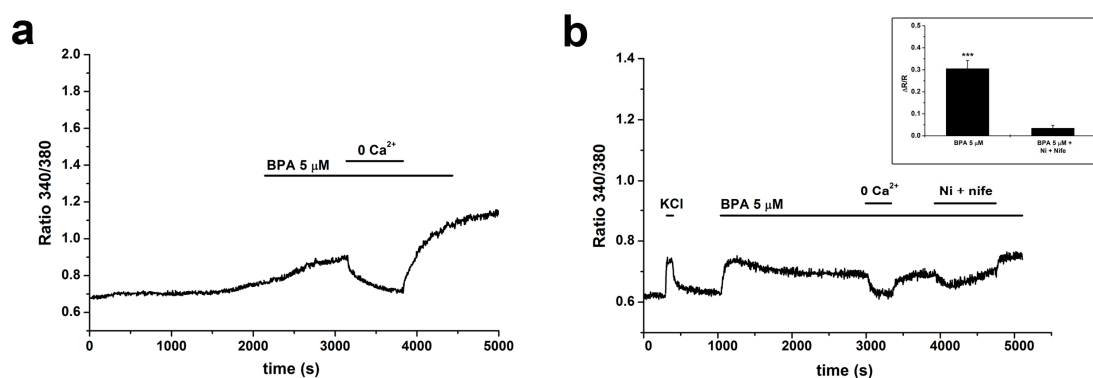 a
2.0
1.8
1.6
1.4
1.2
1.0
0.8
0.6
Ratio 340/380
0 Ca²⁺
BPA 5 μM
0 1000 2000 3000 4000 5000
time (s)
b
1.4
1.2
1.0
0.8
0.6
Ratio 340/380
KCl
BPA 5 μM
0 Ca²⁺
Ni + nife
0 1000 2000 3000 4000 5000
time (s)
0.5
0.4
0.3
0.2
0.1
0.0
ΔR/R
***
BPA 5 μM
BPA 5 μM +
Ni + Nife